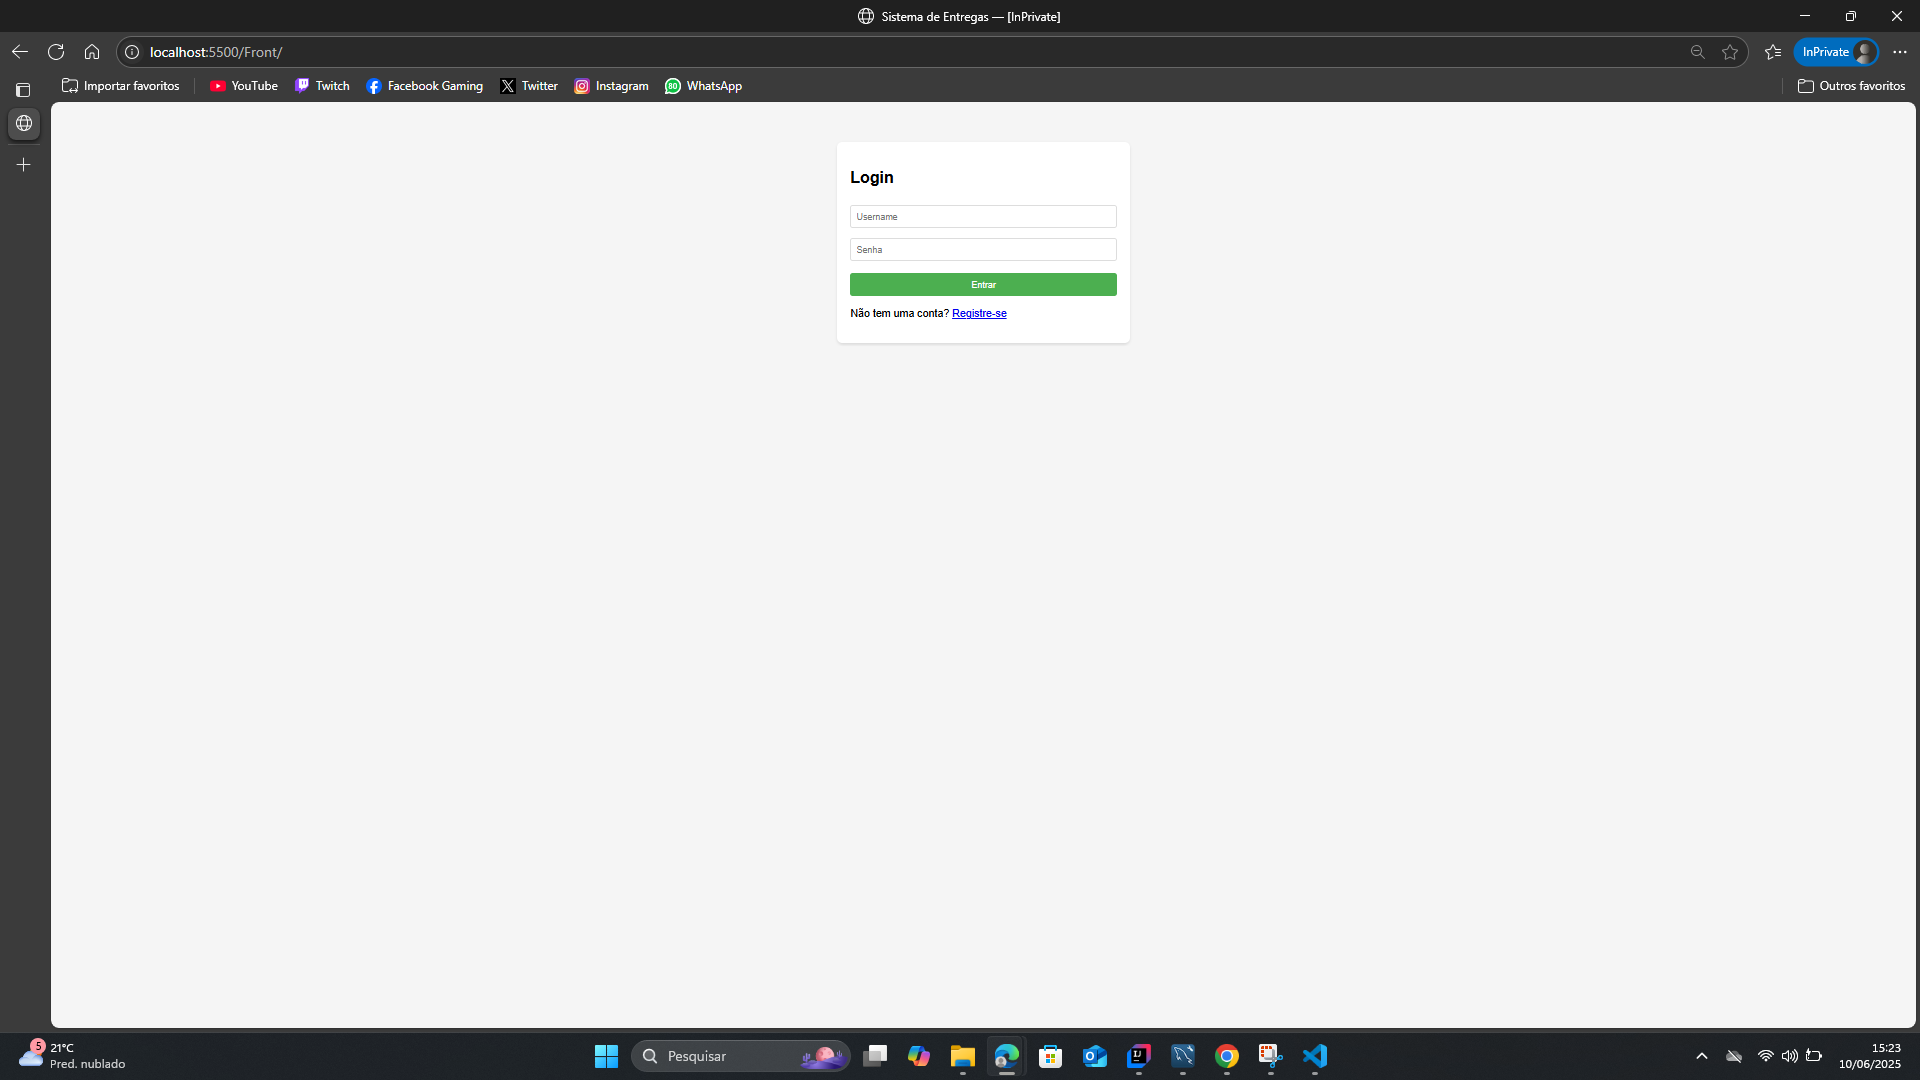 Sistema de Entregas — [InPrivate]
localhost:5500/Front/
InPrivate
Importar favoritos
YouTube
Twitch
Facebook Gaming
Twitter
Instagram
80
WhatsApp
Outros favoritos
Login
Username
Senha
Entrar
Não tem uma conta? Registre-se
5
21°C
Pred. nublado
Pesquisar
15:23
10/06/2025